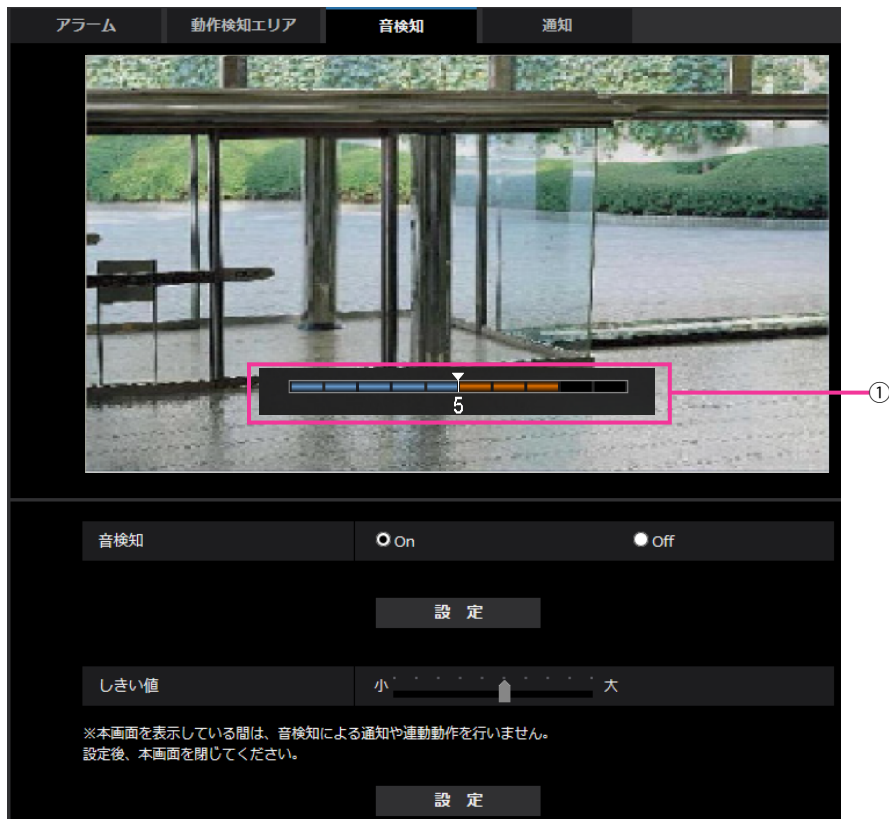 アラーム 動作検知エリア 音検知 通知
5
①
音検知 On Off
設 定
しきい値 小 大
※本画面を表示している間は、音検知による通知や連動動作を行いません。
設定後、本画面を閉じてください。
設 定